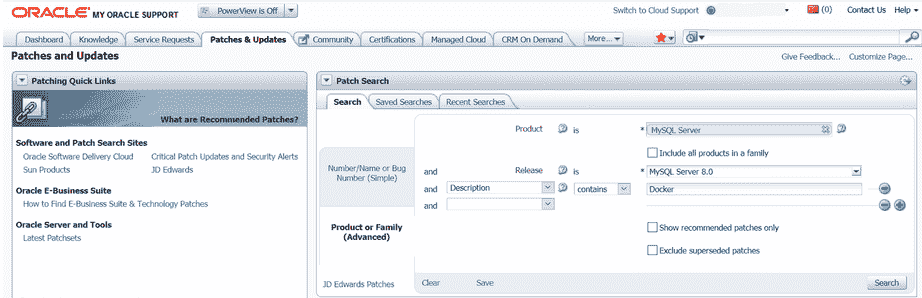 ORACLE MY ORACLE SUPPORT PowerView is Off Switch to Cloud Support (0) Contact Us Help
Dashboard Knowledge Service Requests Patches & Updates Community Certifications Managed Cloud CRM On Demand More...
Patches and Updates Give Feedback... Customize Page...
Patching Quick Links
What are Recommended Patches?
Software and Patch Search Sites
Oracle Software Delivery Cloud Critical Patch Updates and Security Alerts
Sun Products JD Edwards
Oracle E-Business Suite
How to Find E-Business Suite & Technology Patches
Oracle Server and Tools
Latest Patchsets
Patch Search
Search Saved Searches Recent Searches
Number/Name or Bug
Number (Simple)
Product or Family
(Advanced)
JD Edwards Patches
Product is * MySQL Server
Include all products in a family
and Release is * MySQL Server 8.0
and Description contains Docker
and
Show recommended patches only
Exclude superseded patches
Clear Save Search